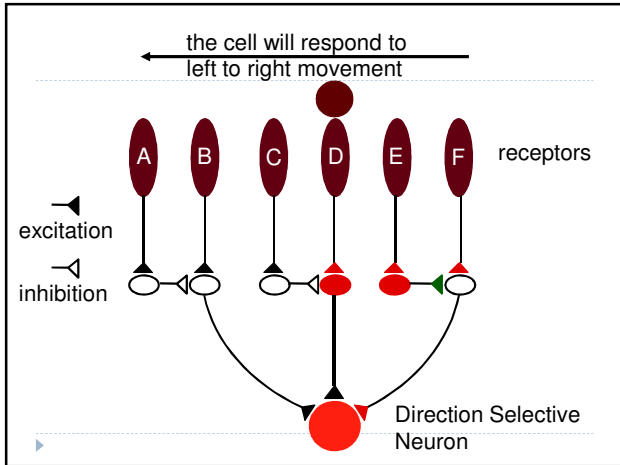 the cell will respond to
left to right movement
A B C D E F
receptors
excitation
inhibition
Direction Selective
Neuron